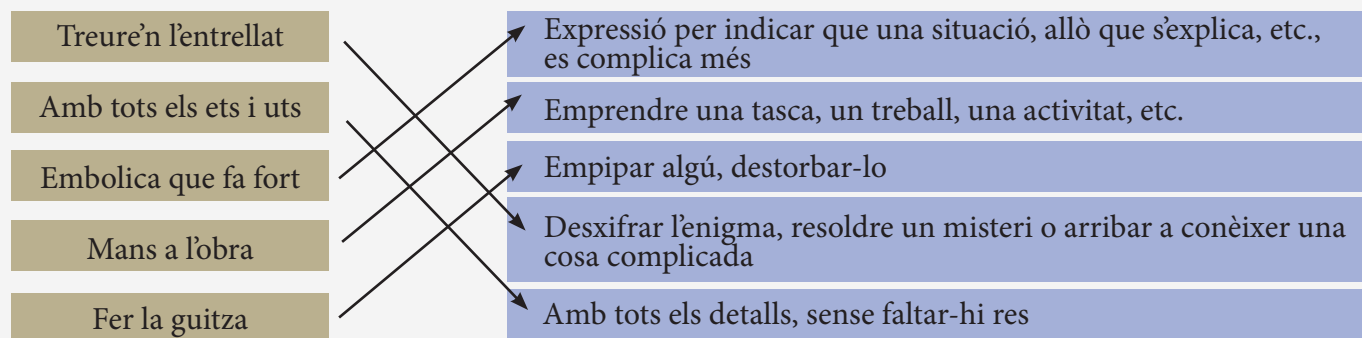 Treure’n l’entrellat
Amb tots els ets i uts
Embolica que fa fort
Mans a l’obra
Fer la guitza
Expressió per indicar que una situació, allò que s’explica, etc.,
es complica més
Emprendre una tasca, un treball, una activitat, etc.
Empipar algú, destorbar-lo
Desxifrar l’enigma, resoldre un misteri o arribar a conèixer una
cosa complicada
Amb tots els detalls, sense faltar-hi res